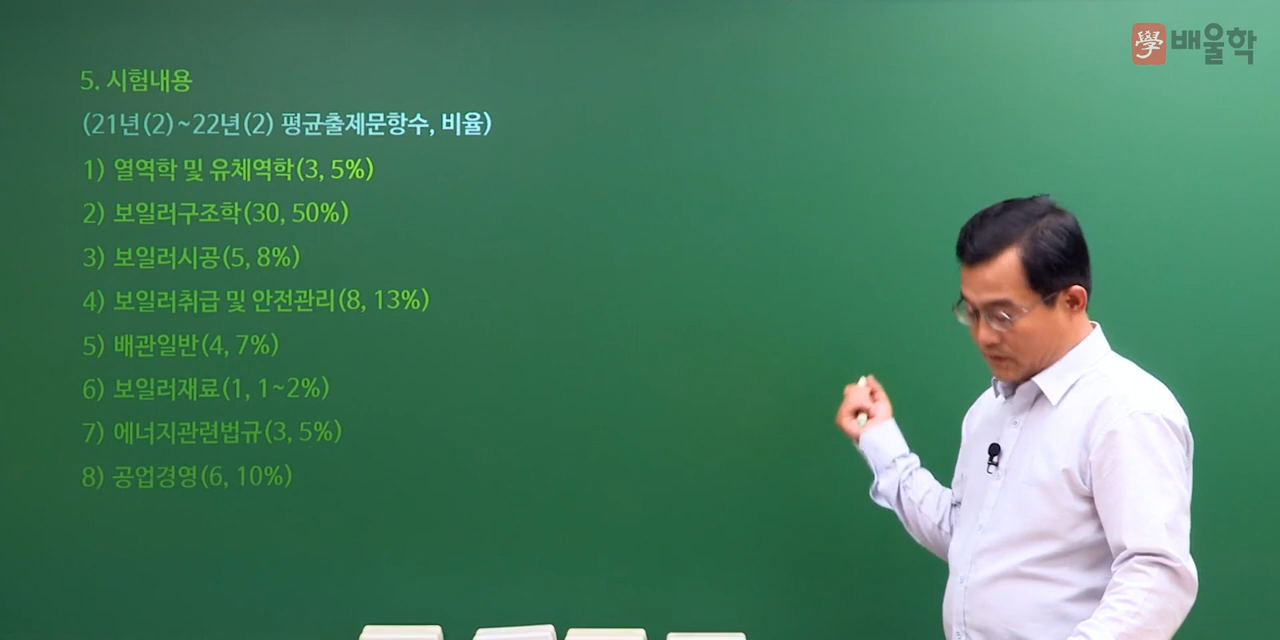 學 배울학
5. 시험내용
(21년(2)~22년(2) 평균출제문항수, 비율)
1) 열역학 및 유체역학(3, 5%)
2) 보일러구조학(30, 50%)
3) 보일러시공(5, 8%)
4) 보일러취급 및 안전관리(8, 13%)
5) 배관일반(4, 7%)
6) 보일러재료(1, 1~2%)
7) 에너지관련법규(3, 5%)
8) 공업경영(6, 10%)